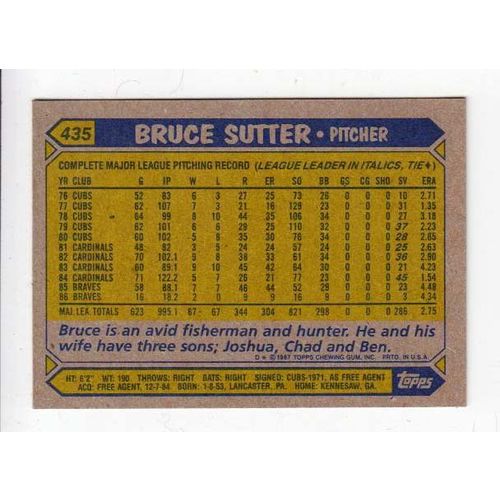 435 BRUCE SUTTER • PITCHER
COMPLETE MAJOR LEAGUE PITCHING RECORD (LEAGUE LEADER IN ITALICS, TIE♦)
YR CLUB G IP W L R ER SO BB GS CG SHO SV ERA
76 CUBS 52 83 6 3 27 25 73 26 0 0 0 10 2.71
77 CUBS 62 107 7 3 21 16 129 23 0 0 0 31 1.35
78 CUBS 64 99 8 10 44 35 106 34 0 0 0 27 3.18
79 CUBS 62 101 6 6 29 25 110 32 0 0 0 37 2.23
80 CUBS 60 102 5 8 35 30 76 34 0 0 0 28 2.65
81 CARDINALS 48 82 3 5 24 24 57 24 0 0 0 25 2.63
82 CARDINALS 70 102.1 9 8 38 33 61 34 0 0 0 36 2.90
83 CARDINALS 60 89.1 9 10 45 42 64 30 0 0 0 21 4.23
84 CARDINALS 71 122.2 5 7 26 21 77 23 0 0 0 45 1.54
85 BRAVES 58 88.1 7 7 46 44 52 29 0 0 0 23 4.48
86 BRAVES 16 18.2 2 0 9 9 16 9 0 0 0 3 4.34
MAJ. LEA. TOTALS 623 995.1 67 67 344 304 821 298 0 0 0 286 2.75
Bruce is an avid fisherman and hunter. He and his
wife have three sons; Joshua, Chad and Ben.
D★ © 1987 TOPPS CHEWING GUM, INC. PRTD. IN U.S.A.
HT: 6'2" WT: 190 THROWS: RIGHT BATS: RIGHT SIGNED: CUBS-1971, AS FREE AGENT
ACQ: FREE AGENT, 12-7-84 BORN: 1-8-53, LANCASTER, PA. HOME: KENNESAW, GA.
topps